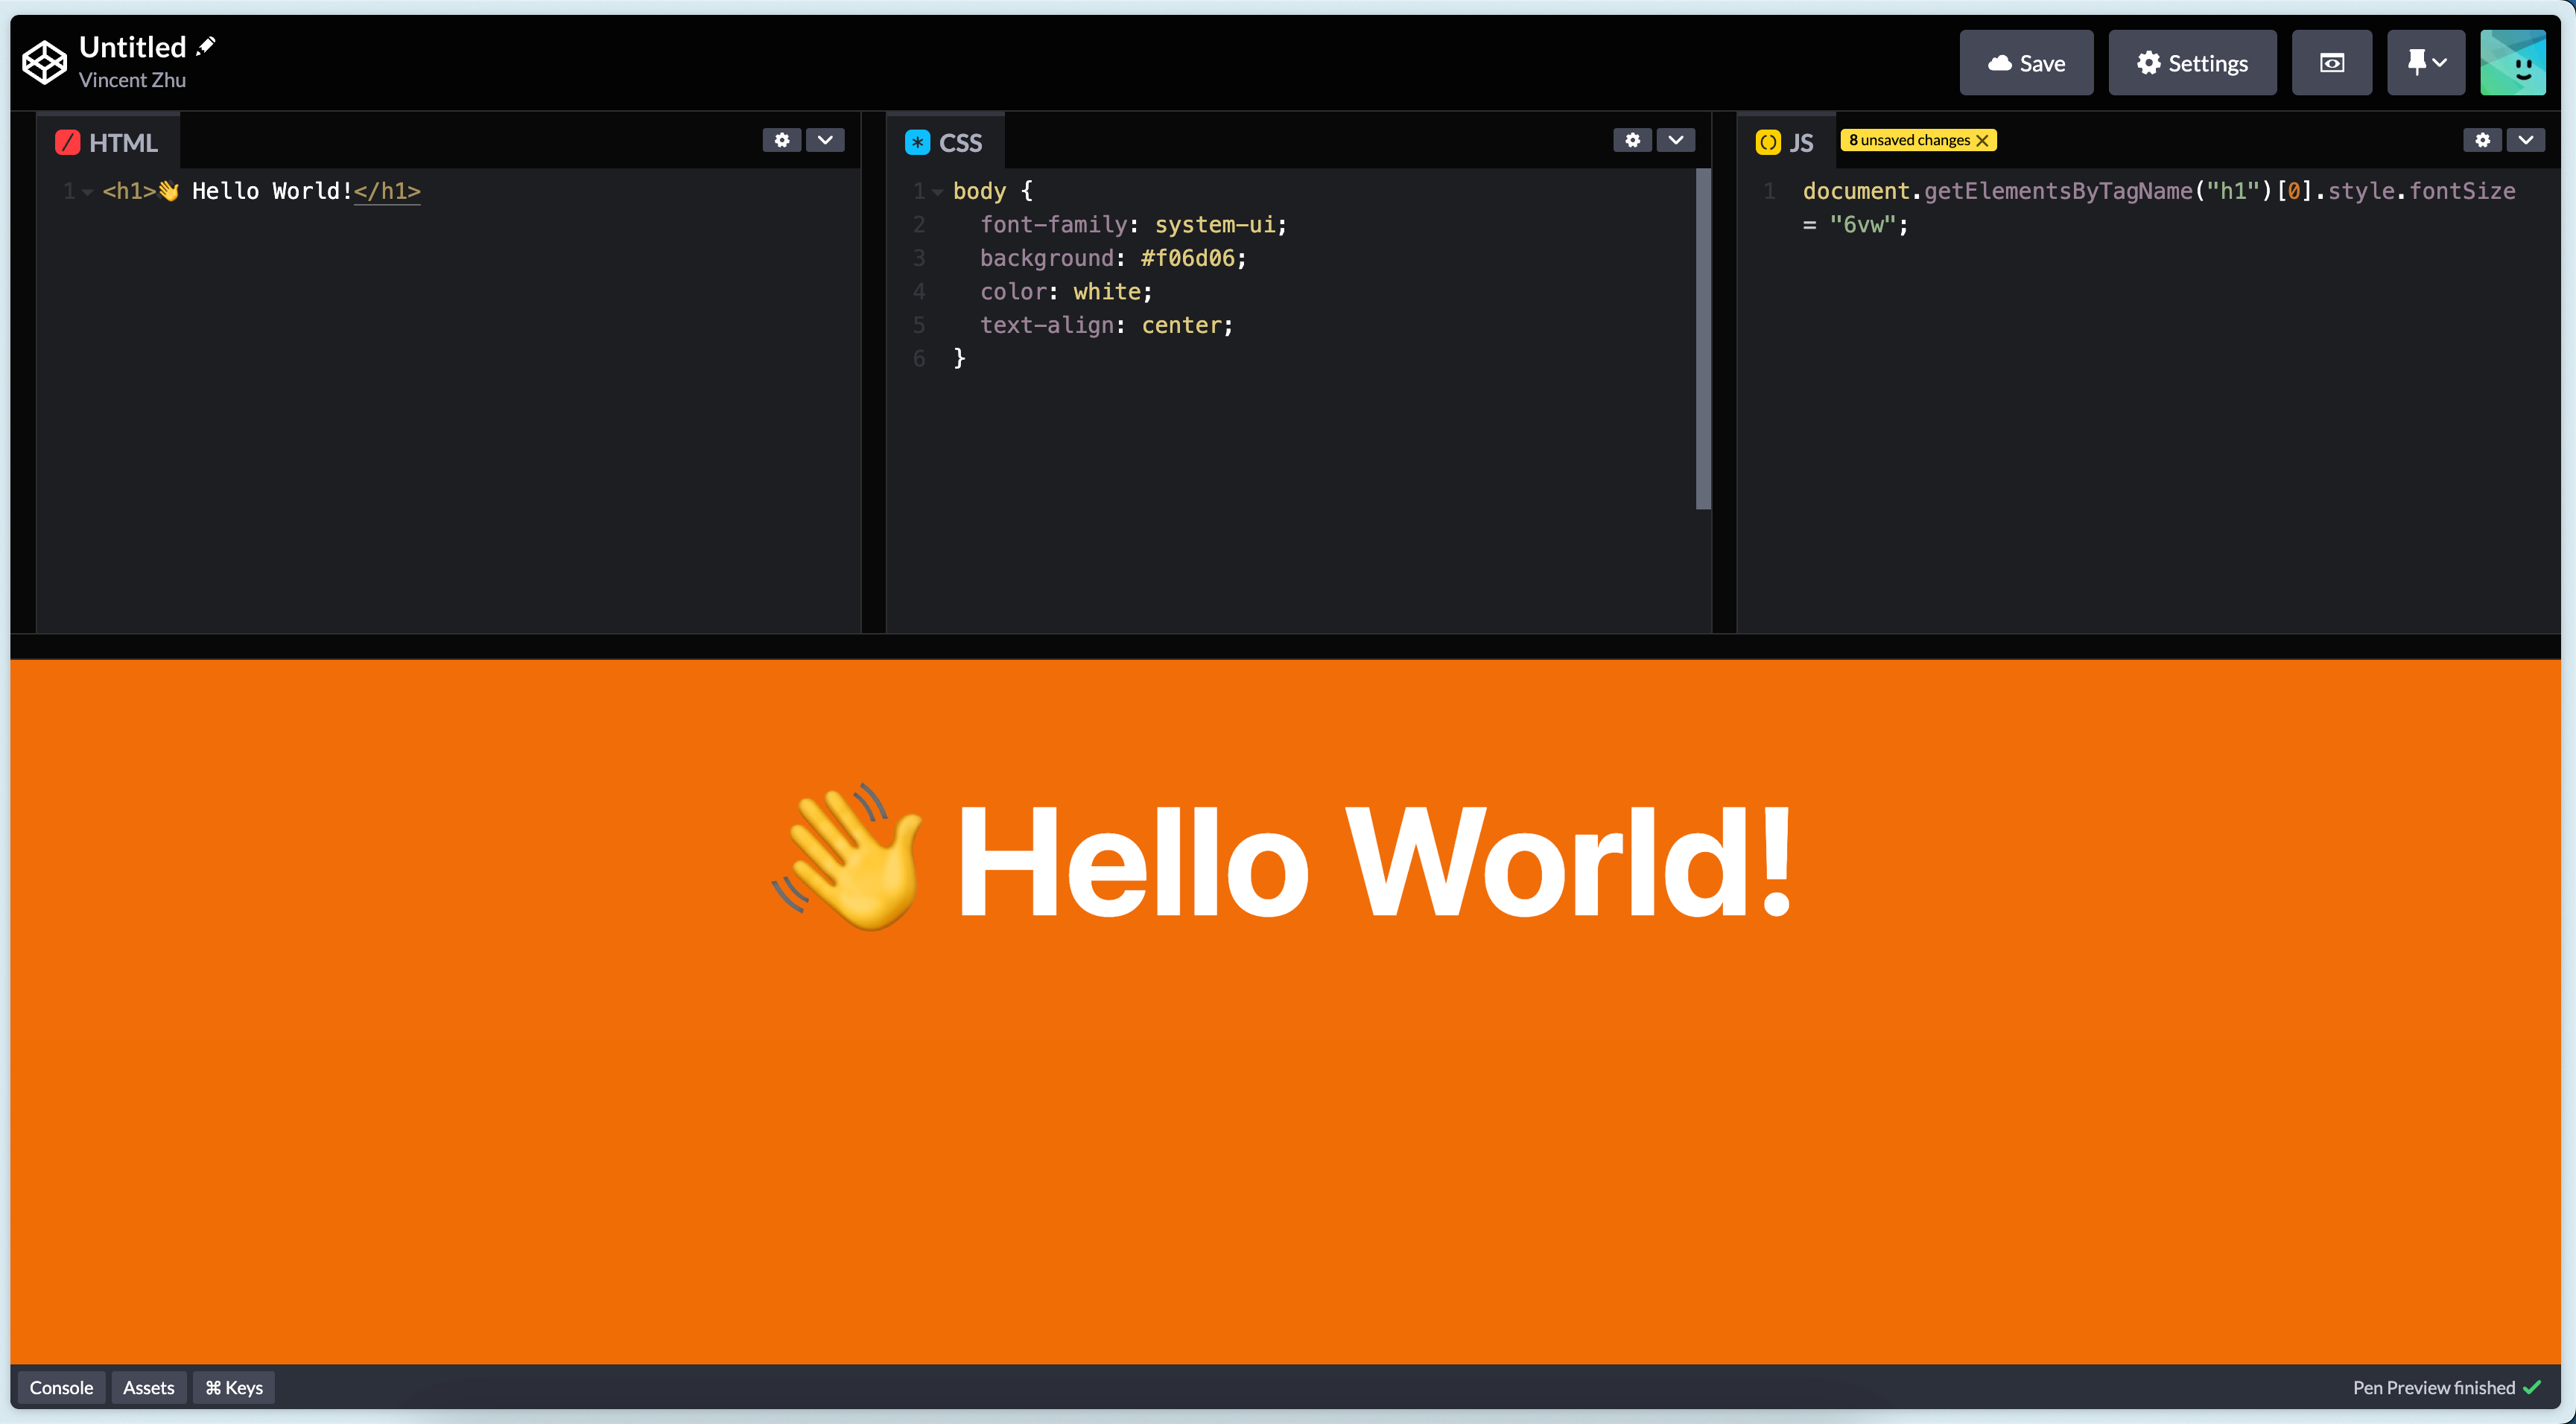 Untitled
Vincent Zhu
Save
Settings
HTML
1 <h1>👋 Hello World!</h1>
CSS
1 body {
2   font-family: system-ui;
3   background: #f06d06;
4   color: white;
5   text-align: center;
6 }
JS
8 unsaved changes
1 document.getElementsByTagName("h1")[0].style.fontSize
= "6vw";
👋 Hello World!
Console
Assets
⌘ Keys
Pen Preview finished